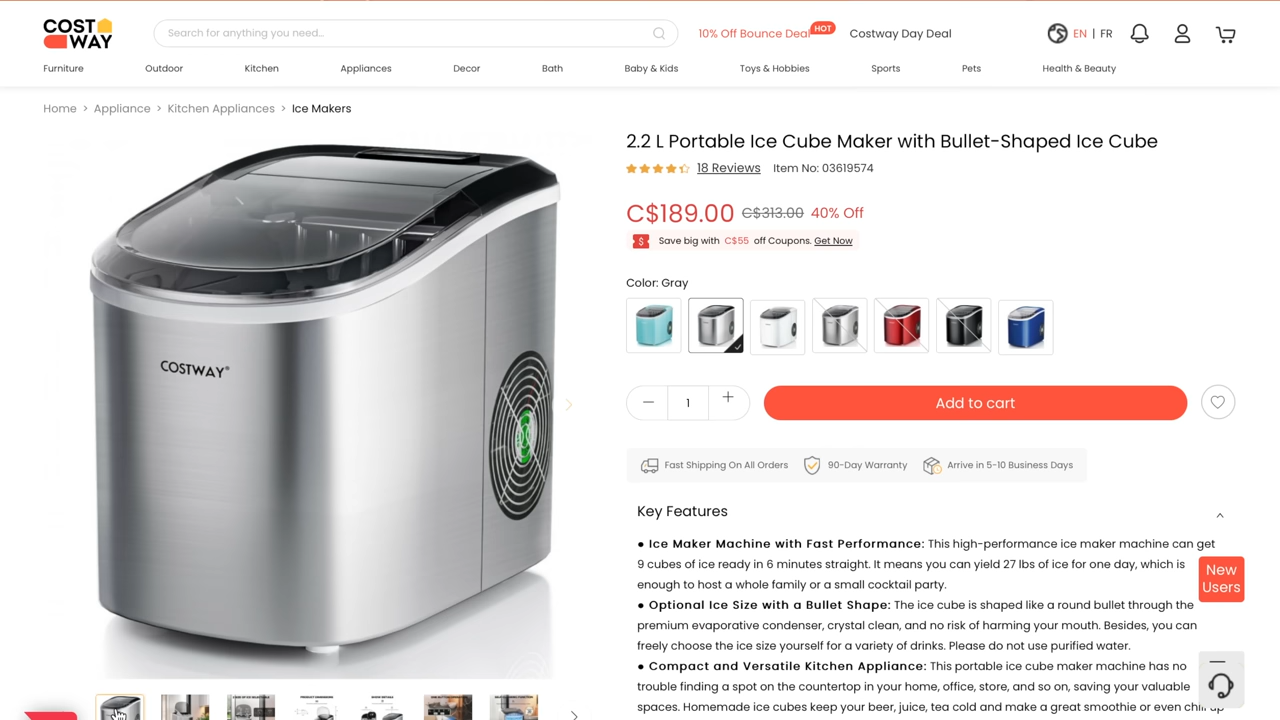 COST
WAY
Search for anything you need...
10% Off Bounce Deal
HOT
Costway Day Deal
EN | FR
Furniture
Outdoor
Kitchen
Appliances
Decor
Bath
Baby & Kids
Toys & Hobbies
Sports
Pets
Health & Beauty
Home > Appliance > Kitchen Appliances > Ice Makers
COSTWAY®
2.2 L Portable Ice Cube Maker with Bullet-Shaped Ice Cube
18 Reviews
Item No: 03619574
C$189.00 C$313.00 40% Off
$ Save big with C$55 off Coupons. Get Now
Color: Gray
1
Add to cart
Fast Shipping On All Orders
90-Day Warranty
Arrive in 5-10 Business Days
Key Features
● Ice Maker Machine with Fast Performance: This high-performance ice maker machine can get
9 cubes of ice ready in 6 minutes straight. It means you can yield 27 lbs of ice for one day, which is
enough to host a whole family or a small cocktail party.
● Optional Ice Size with a Bullet Shape: The ice cube is shaped like a round bullet through the
premium evaporative condenser, crystal clean, and no risk of harming your mouth. Besides, you can
freely choose the ice size yourself for a variety of drinks. Please do not use purified water.
● Compact and Versatile Kitchen Appliance: This portable ice cube maker machine has no
trouble finding a spot on the countertop in your home, office, store, and so on, saving your valuable
spaces. Homemade ice cubes keep your beer, juice, tea cold and make a great smoothie or even chill up
New
Users